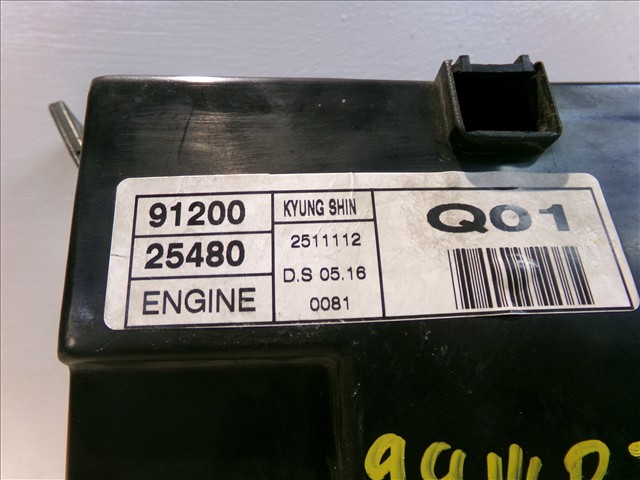 91200
25480
ENGINE
KYUNG SHIN
2511112
D.S 05.16
0081
Q01